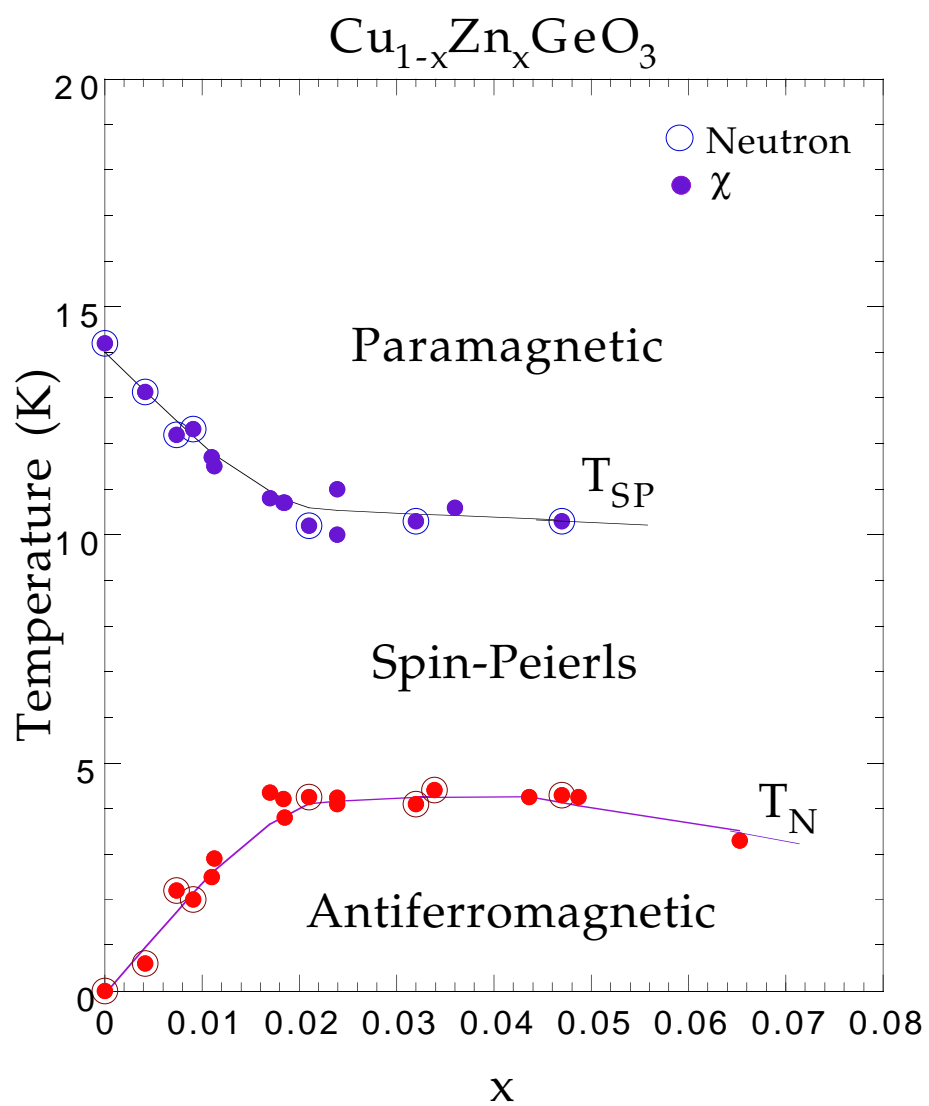 Cu1-xZnxGeO3
20
Neutron
χ
15
Paramagnetic
Temperature (K)
TSP
10
Spin-Peierls
5
TN
Antiferromagnetic
0
0 0.01 0.02 0.03 0.04 0.05 0.06 0.07 0.08
x